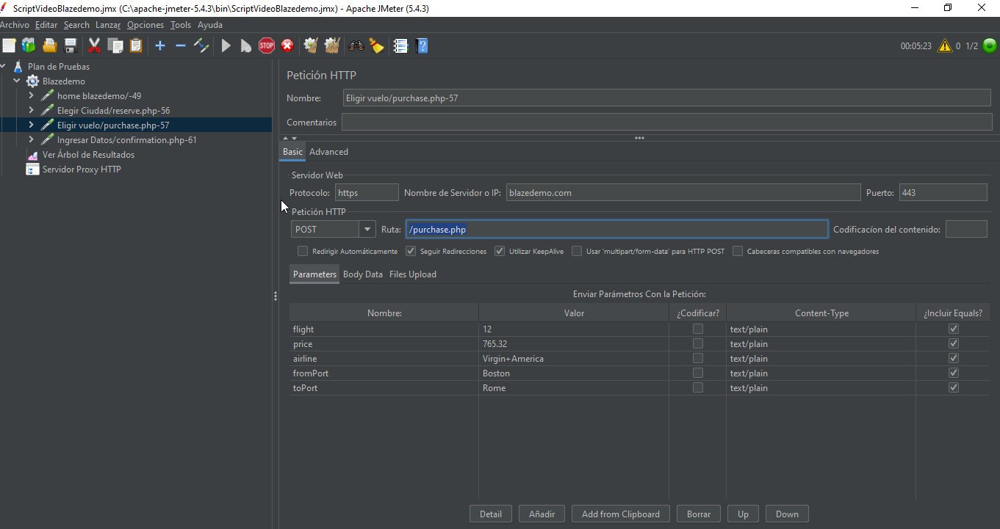 ScriptVideoBlazedemo.jmx (C:\apache-jmeter-5.4.3\bin\ScriptVideoBlazedemo.jmx) - Apache JMeter (5.4.3)
Archivo Editar Search Lanzar Opciones Tools Ayuda
STOP
00:05:23 0 1/2
Plan de Pruebas
Blazedemo
home blazedemo/-49
Elegir Ciudad/reserve.php-56
Eligir vuelo/purchase.php-57
Ingresar Datos/confirmation.php-61
Ver Árbol de Resultados
Servidor Proxy HTTP
Petición HTTP
Nombre: Eligir vuelo/purchase.php-57
Comentarios
Basic Advanced
Servidor Web
Protocolo: https Nombre de Servidor o IP: blazedemo.com Puerto: 443
Petición HTTP
POST Ruta: /purchase.php Codificacíon del contenido:
Redirigir Automáticamente Seguir Redirecciones Utilizar KeepAlive Usar 'multipart/form-data' para HTTP POST Cabeceras compatibles con navegadores
Parameters Body Data Files Upload
Enviar Parámetros Con la Petición:
Nombre: Valor ¿Codificar? Content-Type ¿Incluir Equals?
flight 12 text/plain
price 765.32 text/plain
airline Virgin+America text/plain
fromPort Boston text/plain
toPort Rome text/plain
Detail Añadir Add from Clipboard Borrar Up Down